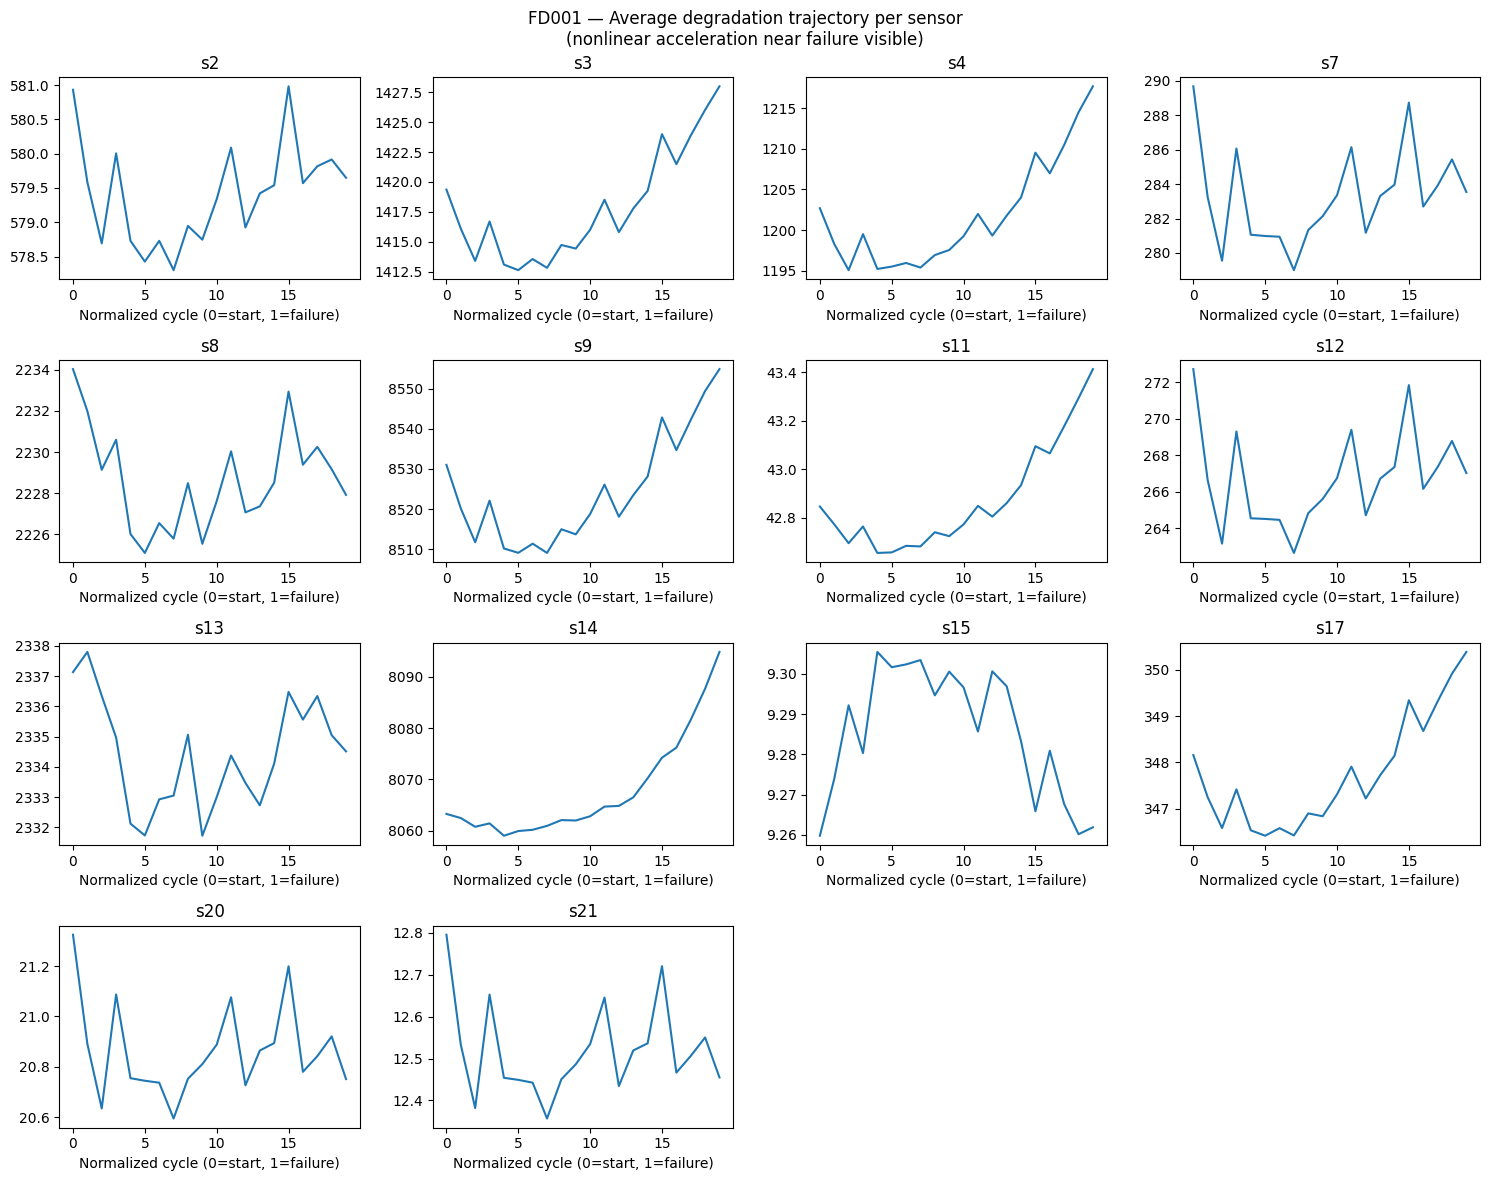 FD001 — Average degradation trajectory per sensor
(nonlinear acceleration near failure visible)
s2
581.0
580.5
580.0
579.5
579.0
578.5
0 5 10 15
Normalized cycle (0=start, 1=failure)
s3
1427.5
1425.0
1422.5
1420.0
1417.5
1415.0
1412.5
0 5 10 15
Normalized cycle (0=start, 1=failure)
s4
1215
1210
1205
1200
1195
0 5 10 15
Normalized cycle (0=start, 1=failure)
s7
290
288
286
284
282
280
0 5 10 15
Normalized cycle (0=start, 1=failure)
s8
2234
2232
2230
2228
2226
0 5 10 15
Normalized cycle (0=start, 1=failure)
s9
8550
8540
8530
8520
8510
0 5 10 15
Normalized cycle (0=start, 1=failure)
s11
43.4
43.2
43.0
42.8
0 5 10 15
Normalized cycle (0=start, 1=failure)
s12
272
270
268
266
264
0 5 10 15
Normalized cycle (0=start, 1=failure)
s13
2338
2337
2336
2335
2334
2333
2332
0 5 10 15
Normalized cycle (0=start, 1=failure)
s14
8090
8080
8070
8060
0 5 10 15
Normalized cycle (0=start, 1=failure)
s15
9.30
9.29
9.28
9.27
9.26
0 5 10 15
Normalized cycle (0=start, 1=failure)
s17
350
349
348
347
0 5 10 15
Normalized cycle (0=start, 1=failure)
s20
21.2
21.0
20.8
20.6
0 5 10 15
Normalized cycle (0=start, 1=failure)
s21
12.8
12.7
12.6
12.5
12.4
0 5 10 15
Normalized cycle (0=start, 1=failure)